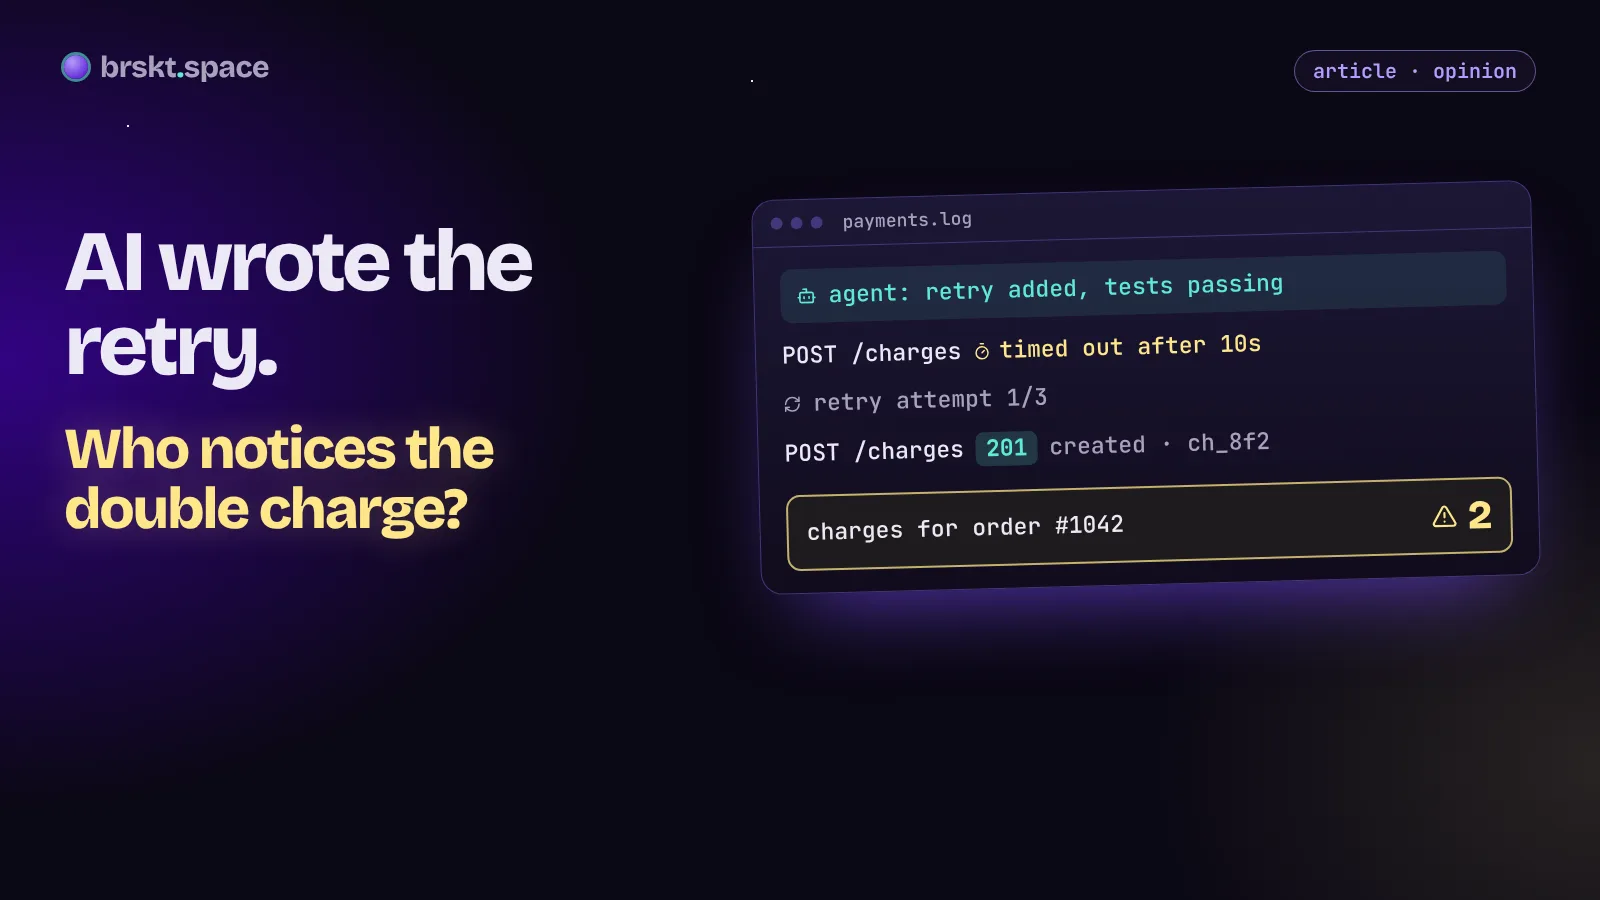 brskt.space
article · opinion
AI wrote the
retry.
Who notices the
double charge?
payments.log
agent: retry added, tests passing
POST /charges timed out after 10s
retry attempt 1/3
POST /charges 201 created · ch_8f2
charges for order #1042 2